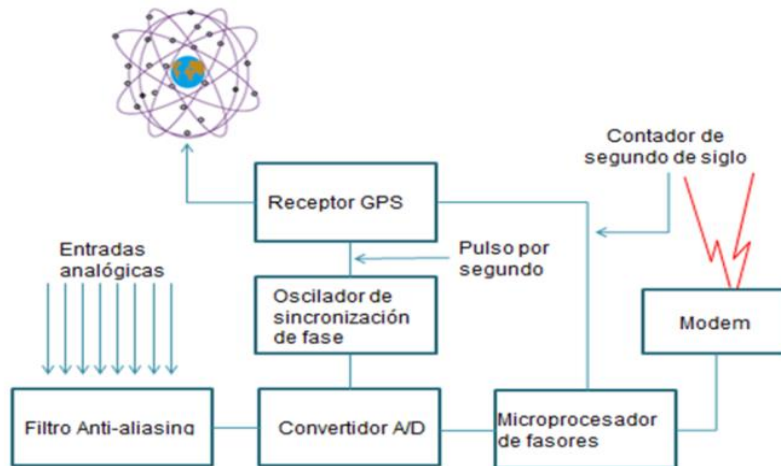 Contador de
segundo de siglo
Receptor GPS
Entradas
analógicas
Pulso por
segundo
Oscilador de
sincronización
de fase
Modem
Filtro Anti-aliasing
Convertidor A/D
Microprocesador
de fasores